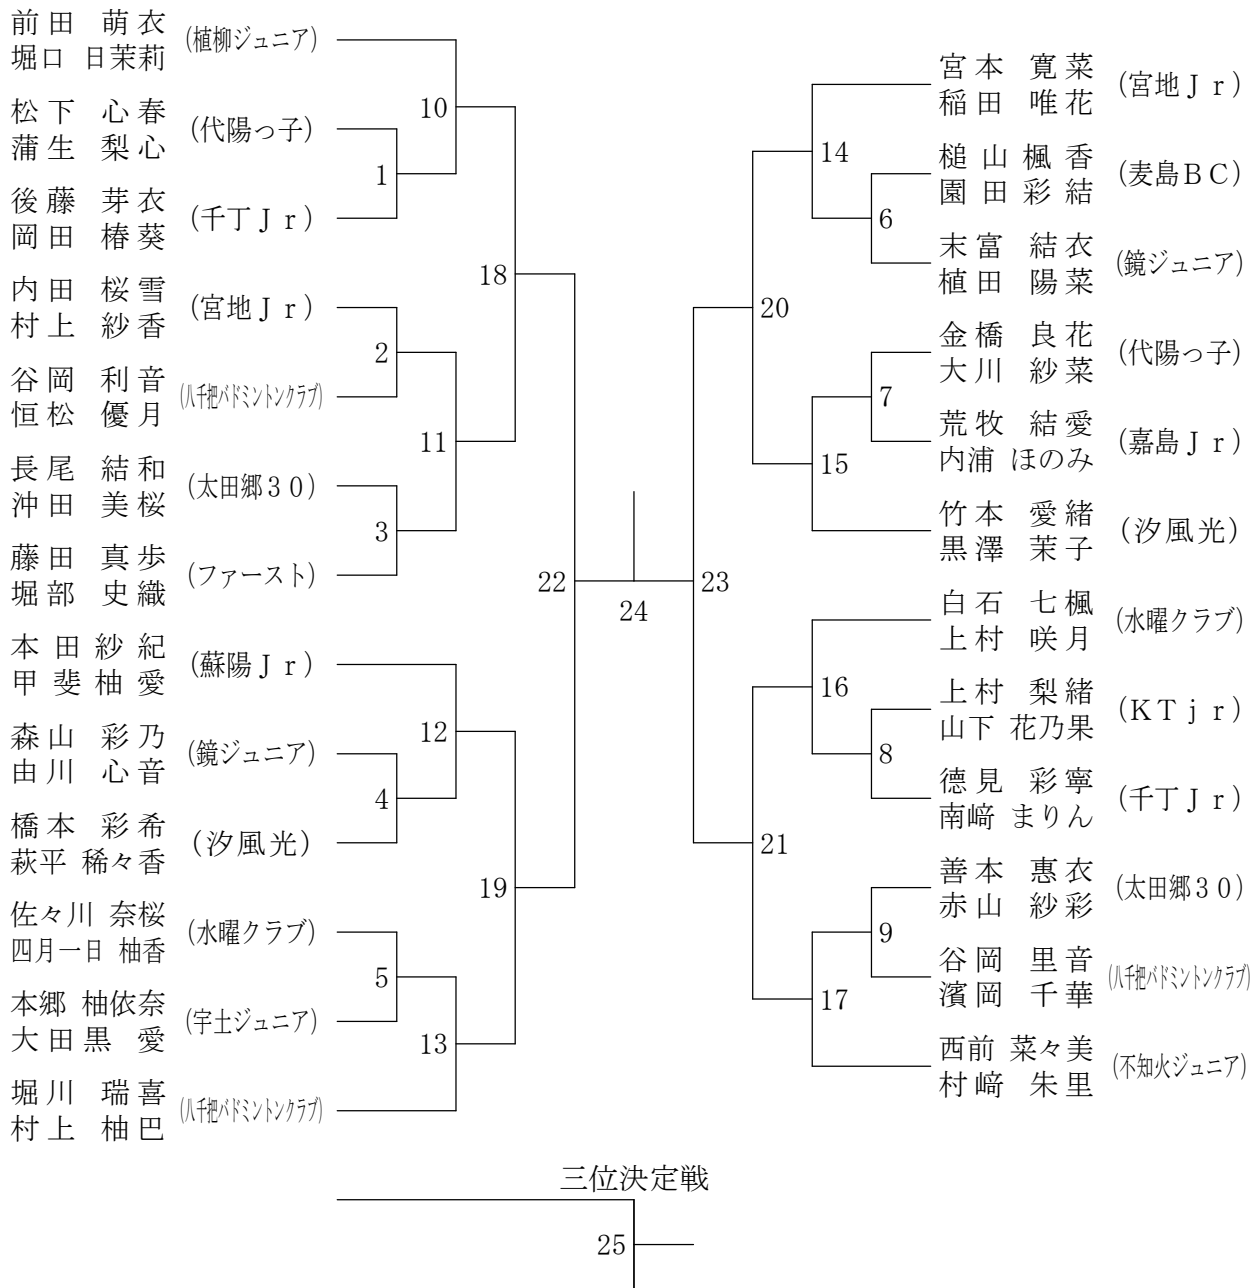 前田 萌衣
堀口 日茉莉
(植柳ジュニア)
10
松下 心春
蒲生 梨心
(代陽っ子)
1
後藤 芽衣
岡田 椿葵
(千丁Ｊｒ)
18
内田 桜雪
村上 紗香
(宮地Ｊｒ)
2
谷岡 利音
恒松 優月
(八千把バドミントンクラブ)
11
長尾 結和
沖田 美桜
(太田郷３０)
3
藤田 真歩
堀部 史織
(ファースト)
22
本田紗紀
甲斐柚愛
(蘇陽Ｊｒ)
12
森山 彩乃
由川 心音
(鏡ジュニア)
4
橋本 彩希
萩平 稀々香
(汐風光)
19
佐々川 奈桜
四月一日 柚香
(水曜クラブ)
5
本郷 柚依奈
大田黒 愛
(宇土ジュニア)
13
堀川 瑞喜
村上 柚巴
(八千把バドミントンクラブ)
24
宮本 寛菜
稲田 唯花
(宮地Ｊｒ)
14
槌山楓香
園田彩結
(麦島ＢＣ)
6
末富 結衣
植田 陽菜
(鏡ジュニア)
20
金橋 良花
大川 紗菜
(代陽っ子)
7
荒牧 結愛
内浦 ほのみ
(嘉島Ｊｒ)
15
竹本 愛緒
黒澤 茉子
(汐風光)
23
白石 七楓
上村 咲月
(水曜クラブ)
16
上村 梨緒
山下 花乃果
(ＫＴｊｒ)
8
德見 彩寧
南﨑 まりん
(千丁Ｊｒ)
21
善本 惠衣
赤山 紗彩
(太田郷３０)
9
谷岡 里音
濱岡 千華
(八千把バドミントンクラブ)
17
西前 菜々美
村﨑 朱里
(不知火ジュニア)
三位決定戦
25